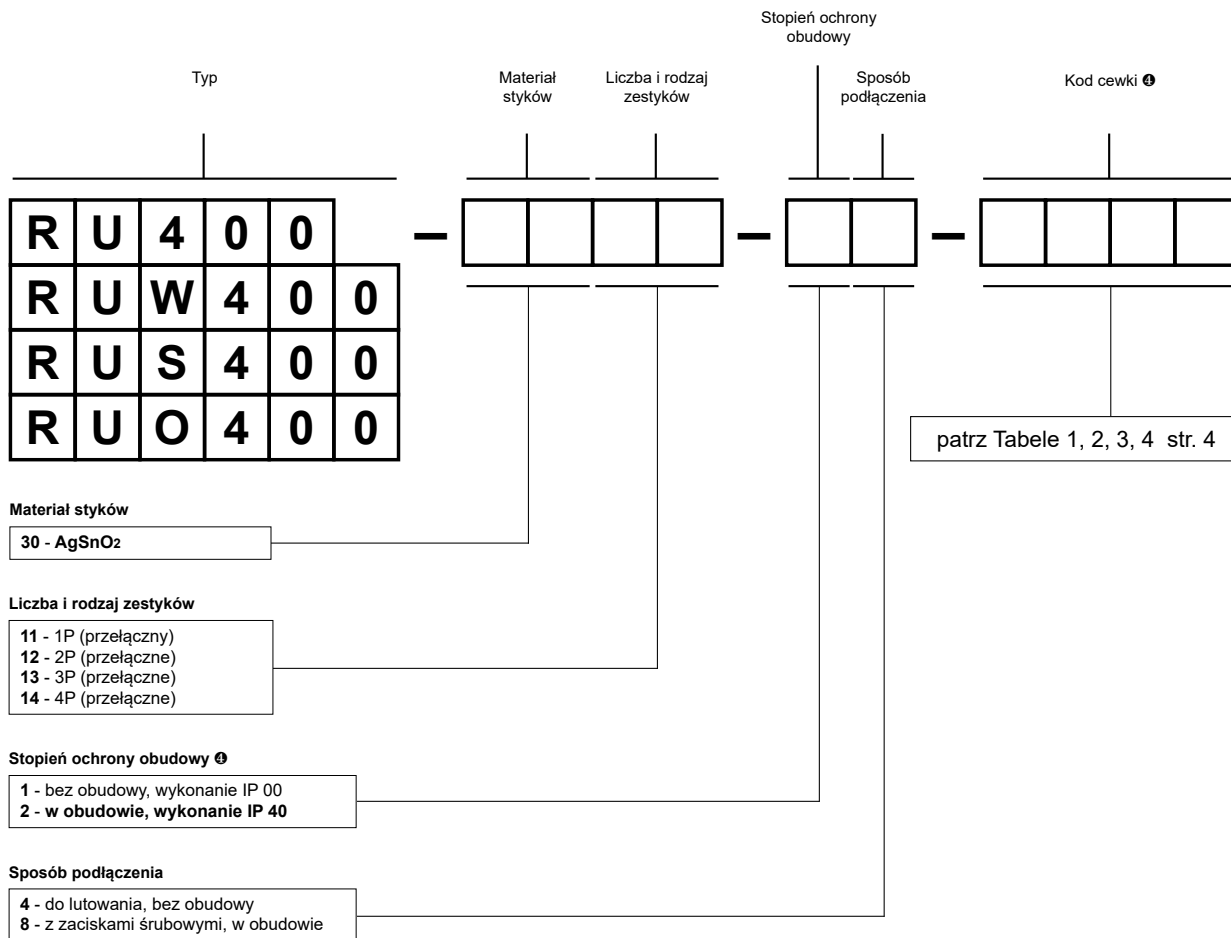 Stopień ochrony
obudowy
Typ
Materiał
styków
Liczba i rodzaj
zestyków
Sposób
podłączenia
Kod cewki ❹
R U 4 0 0 – –  –
R U W 4 0 0
R U S 4 0 0
R U O 4 0 0
patrz Tabele 1, 2, 3, 4 str. 4
Materiał styków
30 - AgSnO2
Liczba i rodzaj zestyków
11 - 1P (przełączny)
12 - 2P (przełączne)
13 - 3P (przełączne)
14 - 4P (przełączne)
Stopień ochrony obudowy ❹
1 - bez obudowy, wykonanie IP 00
2 - w obudowie, wykonanie IP 40
Sposób podłączenia
4 - do lutowania, bez obudowy
8 - z zaciskami śrubowymi, w obudowie